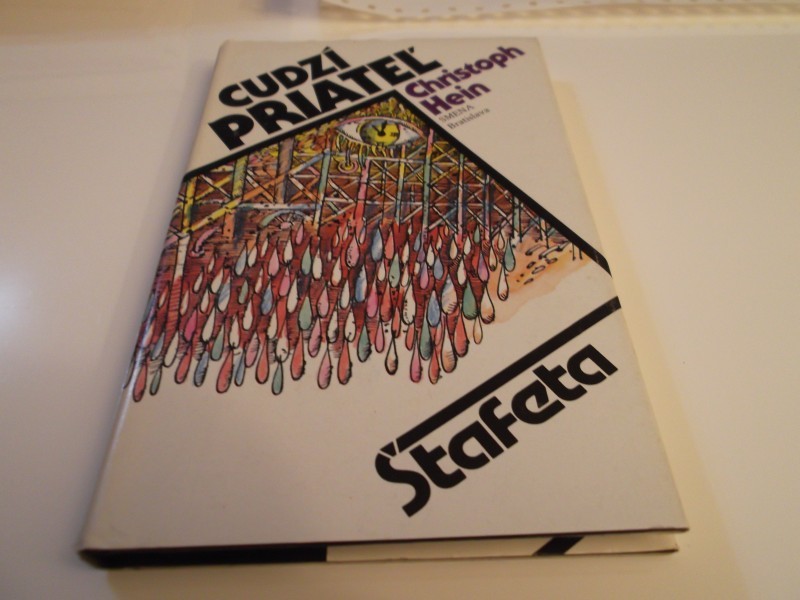 CUDZÍ
PRIATEĽ
Christoph
Hein
SMENA
Bratislava
Štafeta